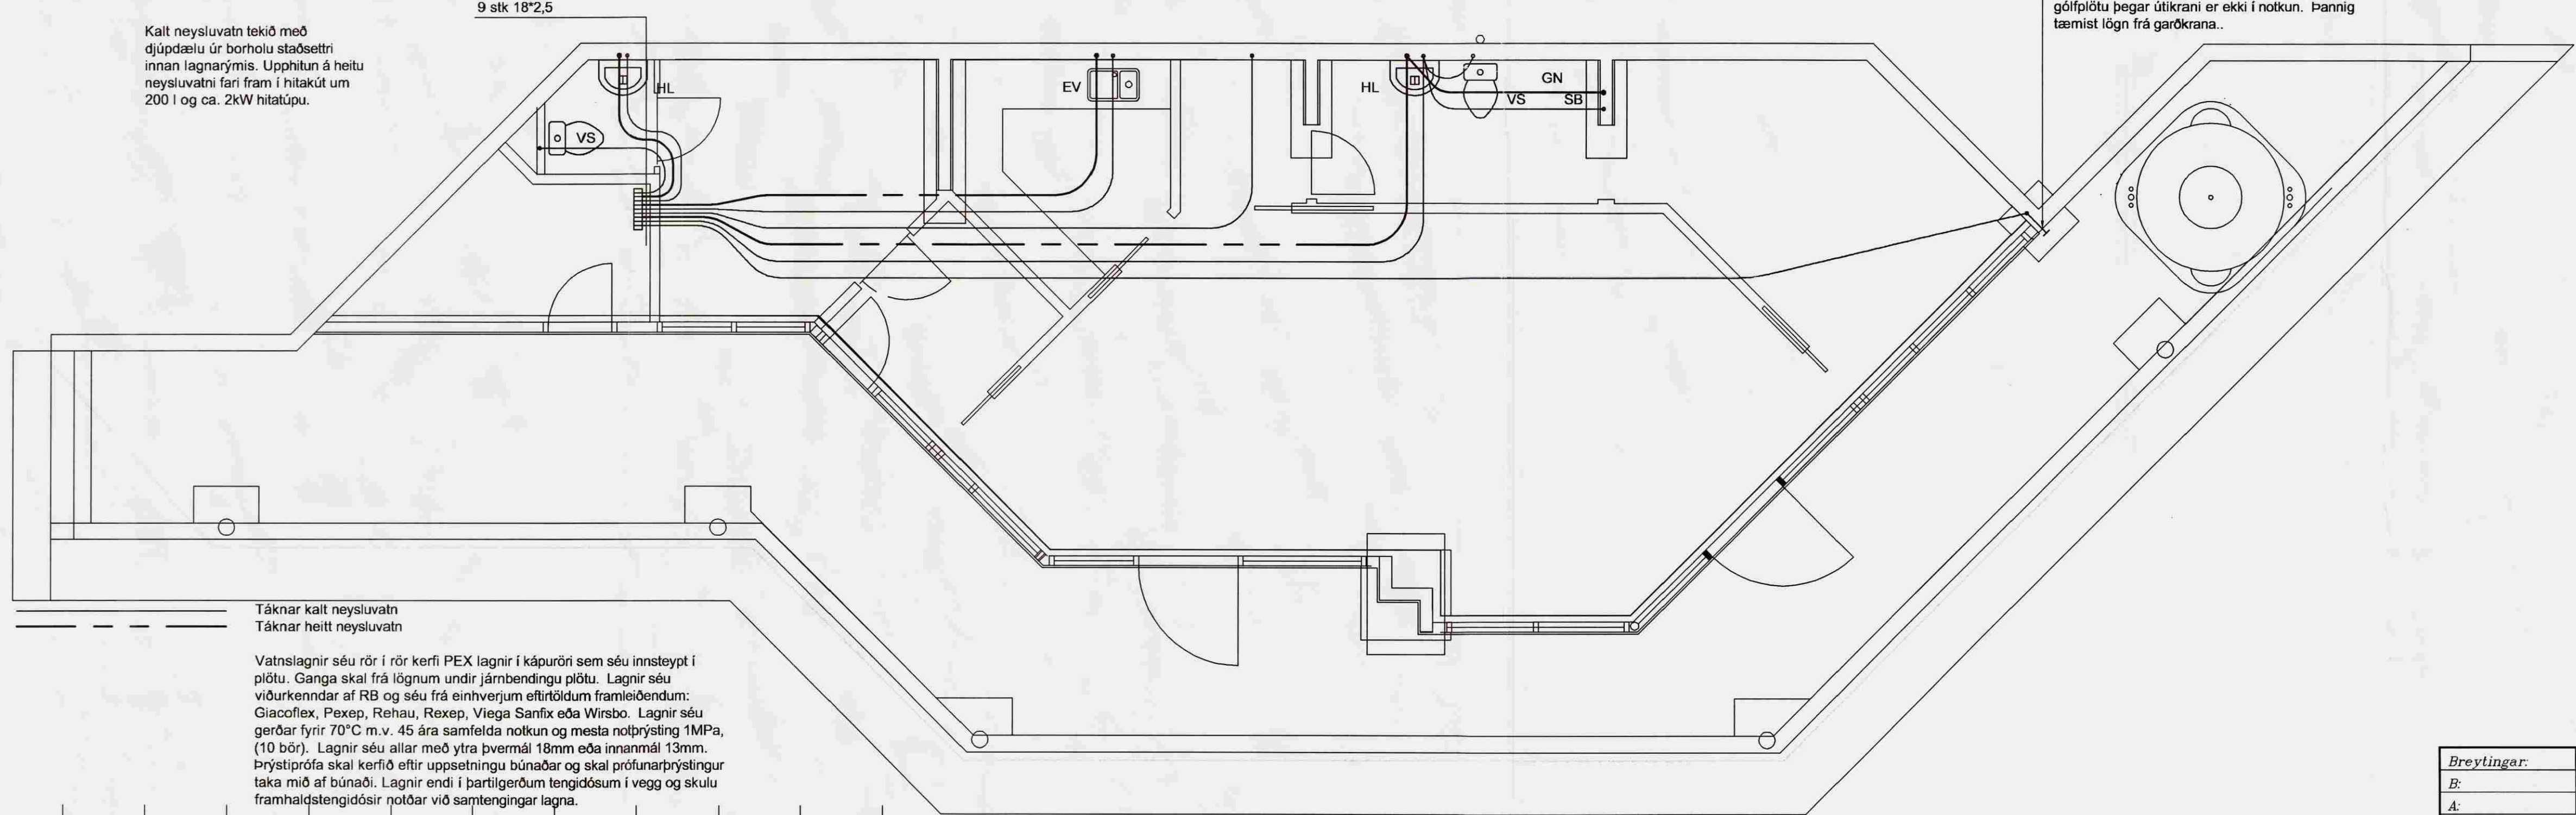 9 stk 18*2,5
Kalt neysluvatn tekið með
djúpdælu úr borholu staðsettri
innan lagnarýmis. Upphitun á heitu
neysluvatni fari fram í hitakút um
200 l og ca. 2kW hitatúpu.
gólfplötu þegar útikrani er ekki í notkun. Þannig
tæmist lögn frá garðkrana..
HL
VS
EV
HL
VS
GN
SB
Táknar kalt neysluvatn
Táknar heitt neysluvatn
Vatnslagnir séu rör í rör kerfi PEX lagnir í kápuröri sem séu innsteypt í
plötu. Ganga skal frá lögnum undir járnbendingu plötu. Lagnir séu
viðurkenndar af RB og séu frá einhverjum eftirtöldum framleiðendum:
Giacoflex, Pexep, Rehau, Rexep, Viega Sanfix eða Wirsbo. Lagnir séu
gerðar fyrir 70°C m.v. 45 ára samfelda notkun og mesta notþrýsting 1MPa,
(10 bör). Lagnir séu allar með ytra þvermál 18mm eða innanmál 13mm.
Þrýstiprófa skal kerfið eftir uppsetningu búnaðar og skal prófunarþrýstingur
taka mið af búnaði. Lagnir endi í þartilgerðum tengidósum í vegg og skulu
framhaldstengidósir notðar við samtengingar lagna.
Breytingar:
B:
A: